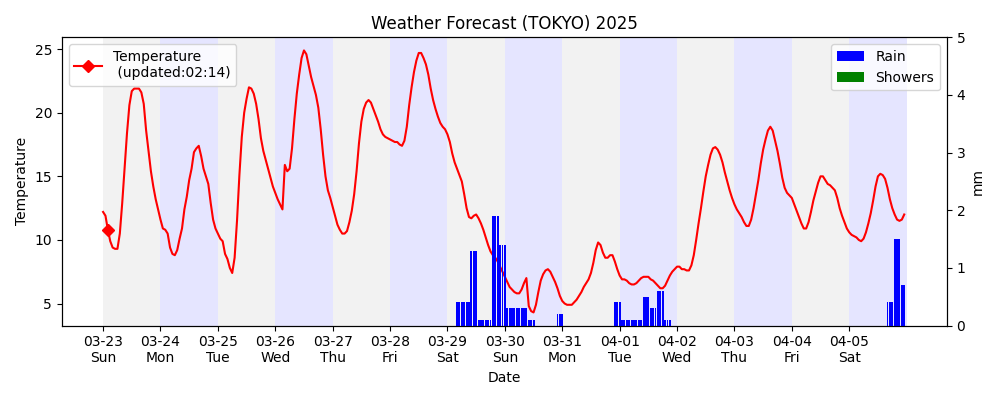 Weather Forecast (TOKYO) 2025
Temperature
(updated:02:14)
Rain
Showers
25
20
15
10
5
Temperature
5
4
3
2
1
0
mm
03-23 03-24 03-25 03-26 03-27 03-28 03-29 03-30 03-31 04-01 04-02 04-03 04-04 04-05
Sun Mon Tue Wed Thu Fri Sat Sun Mon Tue Wed Thu Fri Sat
Date